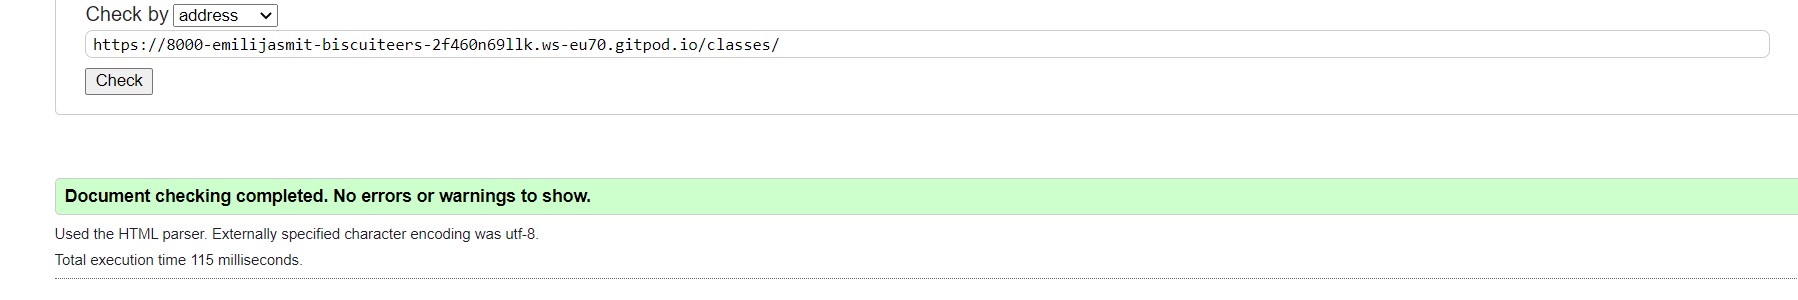 Check by address
https://8000-emilijasmit-biscuiteers-2f460n69llk.ws-eu70.gitpod.io/classes/
Check
Document checking completed. No errors or warnings to show.
Used the HTML parser. Externally specified character encoding was utf-8.
Total execution time 115 milliseconds.